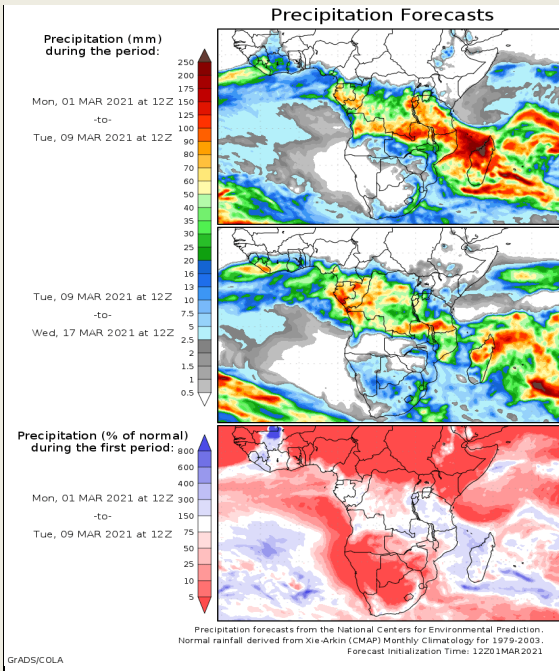 Precipitation Forecasts
Precipitation (mm)
during the period:
Mon, 01 MAR 2021 at 12Z
-to-
Tue, 09 MAR 2021 at 12Z
250
200
175
150
125
100
90
80
70
60
50
40
35
30
25
20
16
13
10
7.5
5
2.5
2
1.5
1
0.5
Tue, 09 MAR 2021 at 12Z
-to-
Wed, 17 MAR 2021 at 12Z
Precipitation (% of normal)
during the first period:
Mon, 01 MAR 2021 at 12Z
-to-
Tue, 09 MAR 2021 at 12Z
800
600
400
300
150
75
50
25
10
5
Precipitation forecasts from the National Centers for Environmental Prediction.
Normal rainfall derived from Xie-Arkin (CMAP) Monthly Climatology for 1979-2003.
Forecast Initialization Time: 12Z01MAR2021
GrADS/COLA